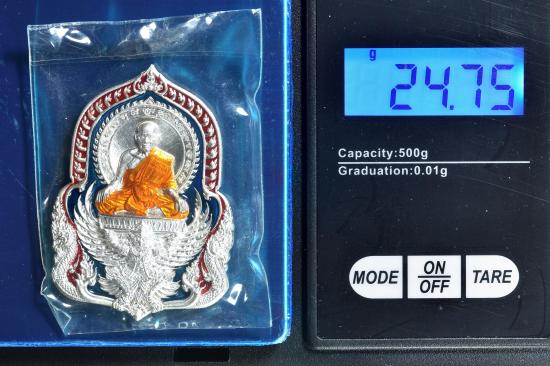 g
24.75
Capacity:500g
Graduation:0.01g
MODE
ON
OFF
TARE